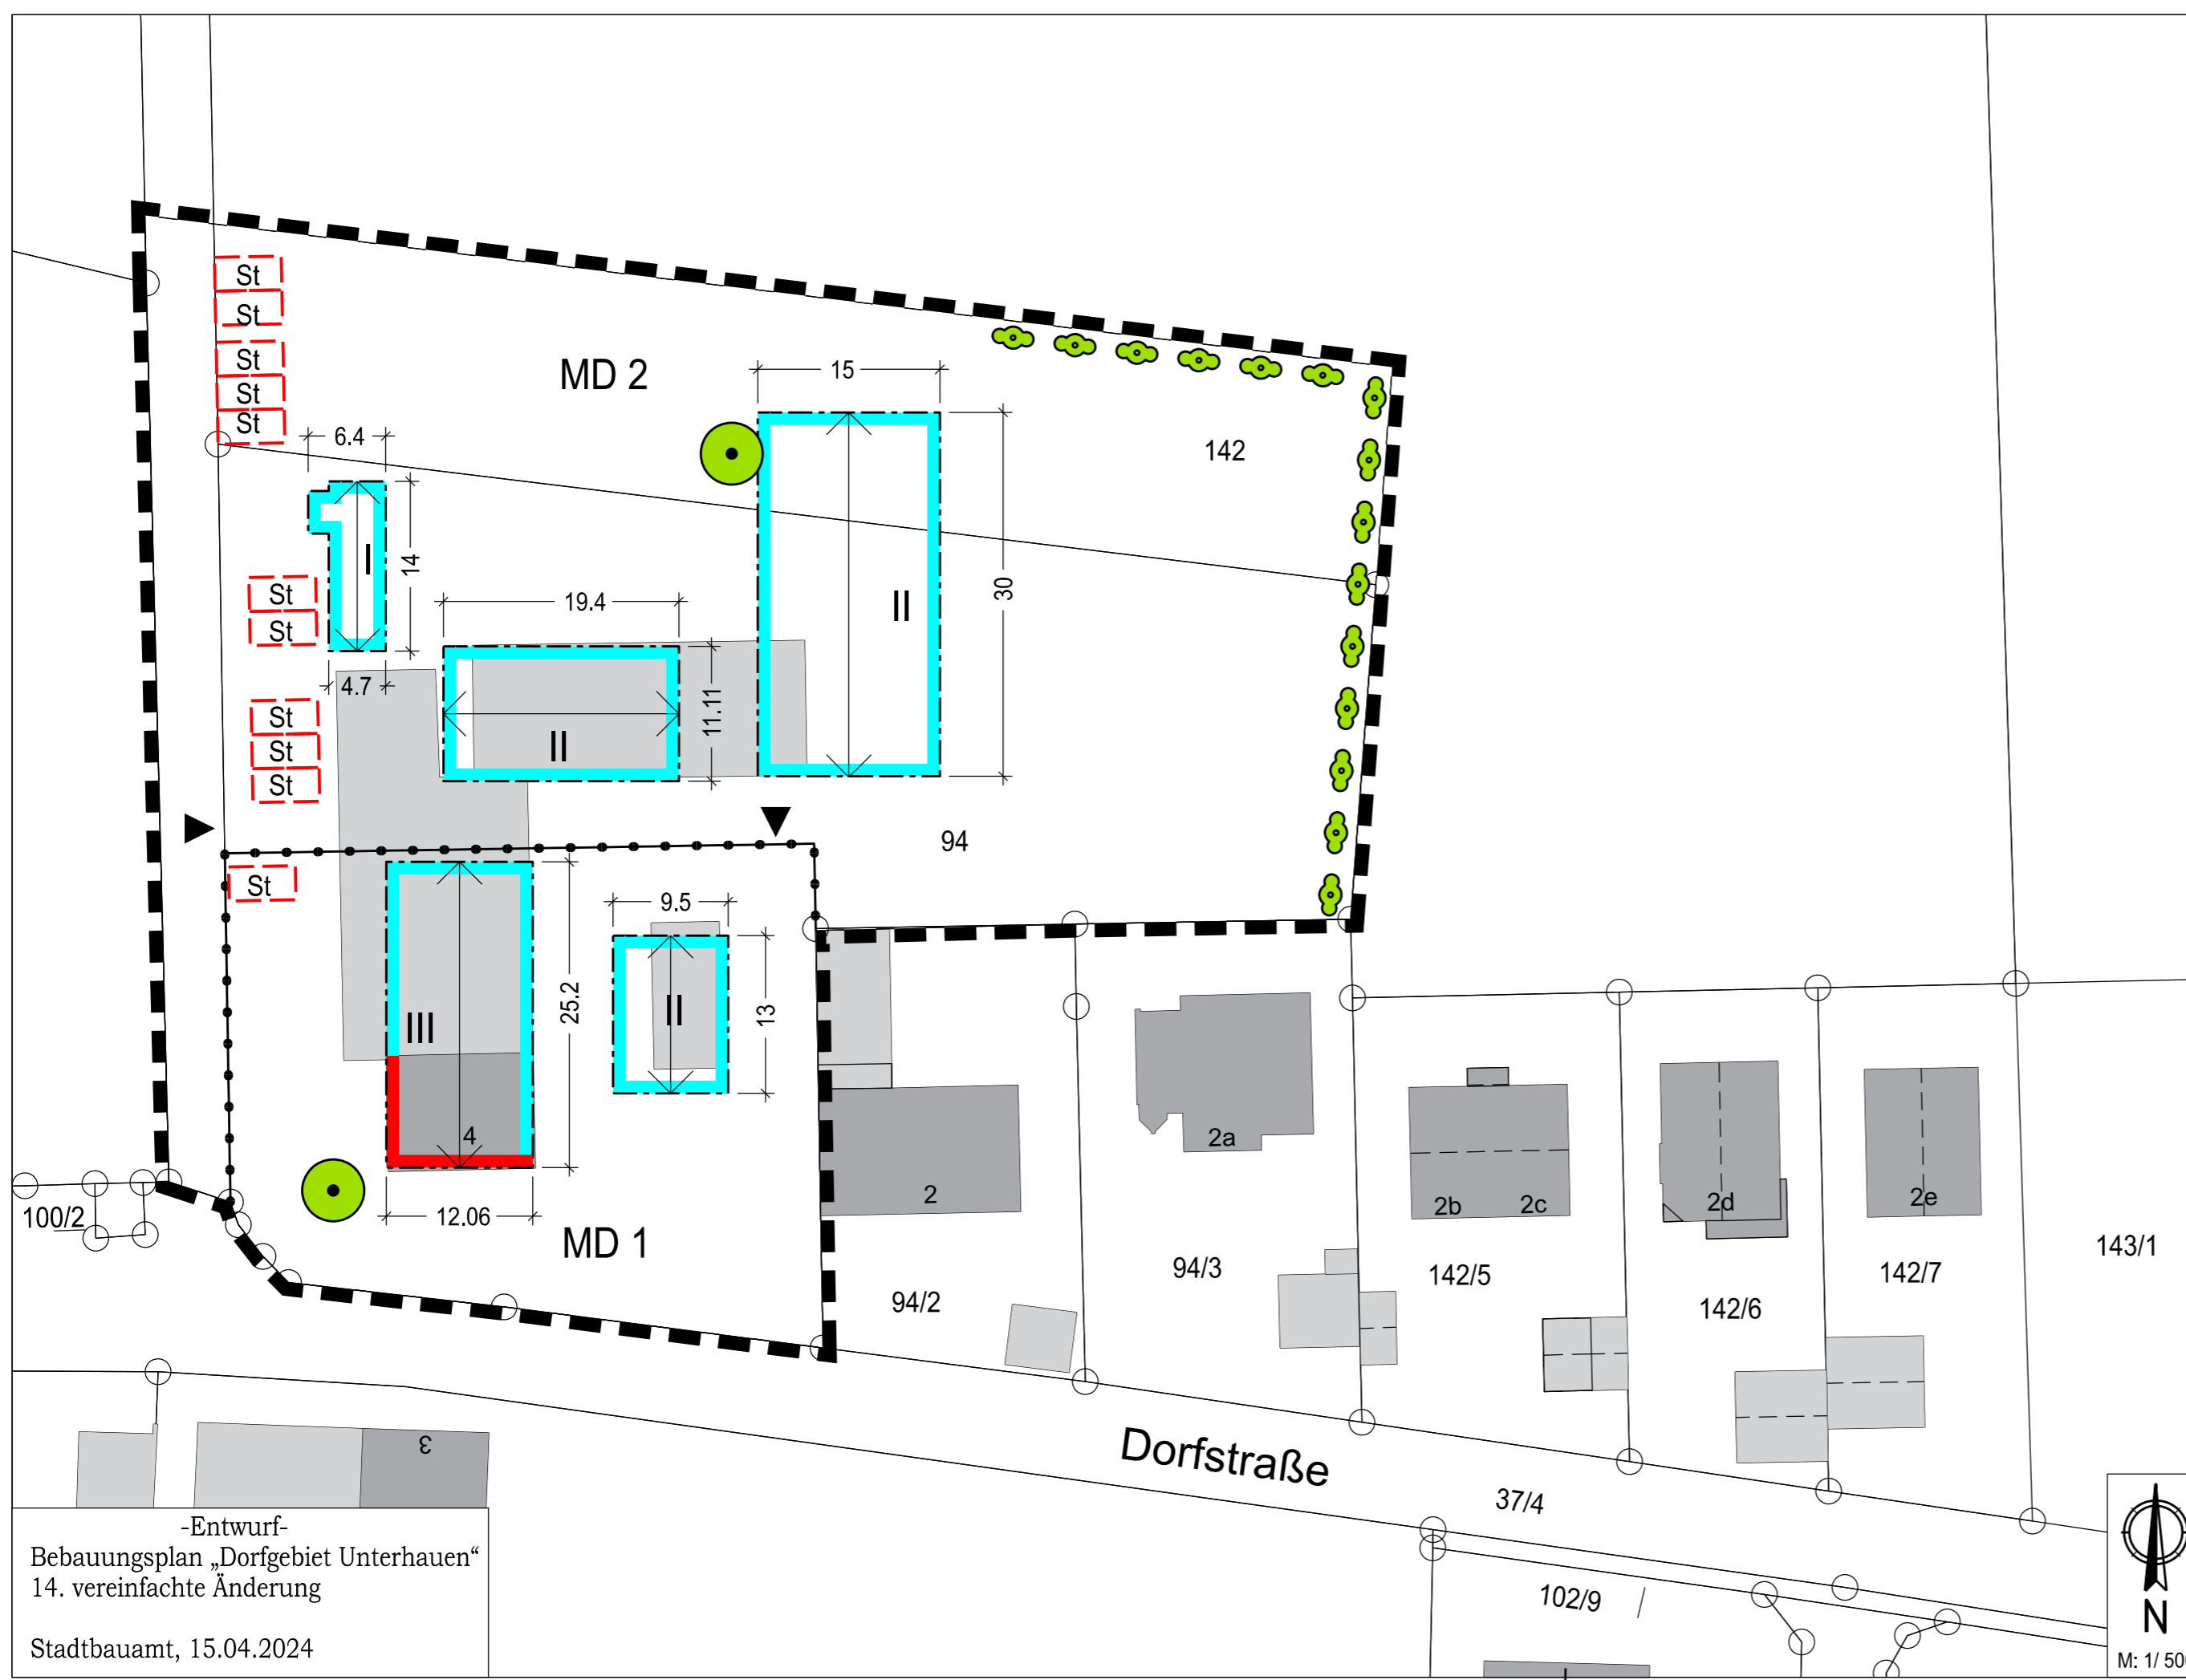 St
St
St
St
St
MD 2
15
6.4
142
I
14
St
St
19.4
II
30
4.7
11.11
St
St
St
II
94
St
9.5
25.2
13
III
II
4
12.06
MD 1
100/2
2
2a
2b
2c
2d
2e
94/2
94/3
142/5
142/6
142/7
143/1
3
Dorfstraße
37/4
102/9
-Entwurf-
Bebauungsplan „Dorfgebiet Unterhauen“
14. vereinfachte Änderung
Stadtbauamt, 15.04.2024
N
M: 1/ 50